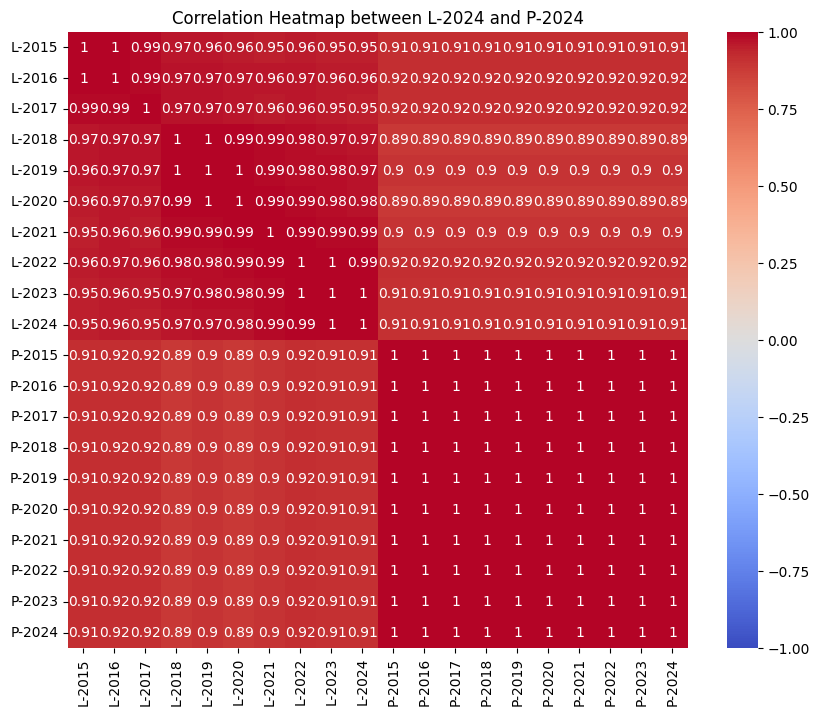 Correlation Heatmap between L-2024 and P-2024
L-2015 1 1 0.99 0.97 0.96 0.96 0.95 0.96 0.95 0.95 0.91 0.91 0.91 0.91 0.91 0.91 0.91 0.91 0.91 0.91
L-2016 1 1 0.99 0.97 0.97 0.97 0.96 0.97 0.96 0.96 0.92 0.92 0.92 0.92 0.92 0.92 0.92 0.92 0.92 0.92
L-2017 0.99 0.99 1 0.97 0.97 0.97 0.96 0.96 0.95 0.95 0.92 0.92 0.92 0.92 0.92 0.92 0.92 0.92 0.92 0.92
L-2018 0.97 0.97 0.97 1 1 0.99 0.99 0.98 0.97 0.97 0.89 0.89 0.89 0.89 0.89 0.89 0.89 0.89 0.89 0.89
L-2019 0.96 0.97 0.97 1 1 1 0.99 0.98 0.98 0.97 0.9 0.9 0.9 0.9 0.9 0.9 0.9 0.9 0.9 0.9
L-2020 0.96 0.97 0.97 0.99 1 1 0.99 0.99 0.98 0.98 0.89 0.89 0.89 0.89 0.89 0.89 0.89 0.89 0.89 0.89
L-2021 0.95 0.96 0.96 0.99 0.99 0.99 1 0.99 0.99 0.99 0.9 0.9 0.9 0.9 0.9 0.9 0.9 0.9 0.9 0.9
L-2022 0.96 0.97 0.96 0.98 0.98 0.99 0.99 1 1 0.99 0.92 0.92 0.92 0.92 0.92 0.92 0.92 0.92 0.92 0.92
L-2023 0.95 0.96 0.95 0.97 0.98 0.98 0.99 1 1 1 0.91 0.91 0.91 0.91 0.91 0.91 0.91 0.91 0.91 0.91
L-2024 0.95 0.96 0.95 0.97 0.97 0.98 0.99 0.99 1 1 0.91 0.91 0.91 0.91 0.91 0.91 0.91 0.91 0.91 0.91
P-2015 0.91 0.92 0.92 0.89 0.9 0.89 0.9 0.92 0.91 0.91 1 1 1 1 1 1 1 1 1 1
P-2016 0.91 0.92 0.92 0.89 0.9 0.89 0.9 0.92 0.91 0.91 1 1 1 1 1 1 1 1 1 1
P-2017 0.91 0.92 0.92 0.89 0.9 0.89 0.9 0.92 0.91 0.91 1 1 1 1 1 1 1 1 1 1
P-2018 0.91 0.92 0.92 0.89 0.9 0.89 0.9 0.92 0.91 0.91 1 1 1 1 1 1 1 1 1 1
P-2019 0.91 0.92 0.92 0.89 0.9 0.89 0.9 0.92 0.91 0.91 1 1 1 1 1 1 1 1 1 1
P-2020 0.91 0.92 0.92 0.89 0.9 0.89 0.9 0.92 0.91 0.91 1 1 1 1 1 1 1 1 1 1
P-2021 0.91 0.92 0.92 0.89 0.9 0.89 0.9 0.92 0.91 0.91 1 1 1 1 1 1 1 1 1 1
P-2022 0.91 0.92 0.92 0.89 0.9 0.89 0.9 0.92 0.91 0.91 1 1 1 1 1 1 1 1 1 1
P-2023 0.91 0.92 0.92 0.89 0.9 0.89 0.9 0.92 0.91 0.91 1 1 1 1 1 1 1 1 1 1
P-2024 0.91 0.92 0.92 0.89 0.9 0.89 0.9 0.92 0.91 0.91 1 1 1 1 1 1 1 1 1 1
L-2015 L-2016 L-2017 L-2018 L-2019 L-2020 L-2021 L-2022 L-2023 L-2024 P-2015 P-2016 P-2017 P-2018 P-2019 P-2020 P-2021 P-2022 P-2023 P-2024
1.00
0.75
0.50
0.25
0.00
−0.25
−0.50
−0.75
−1.00